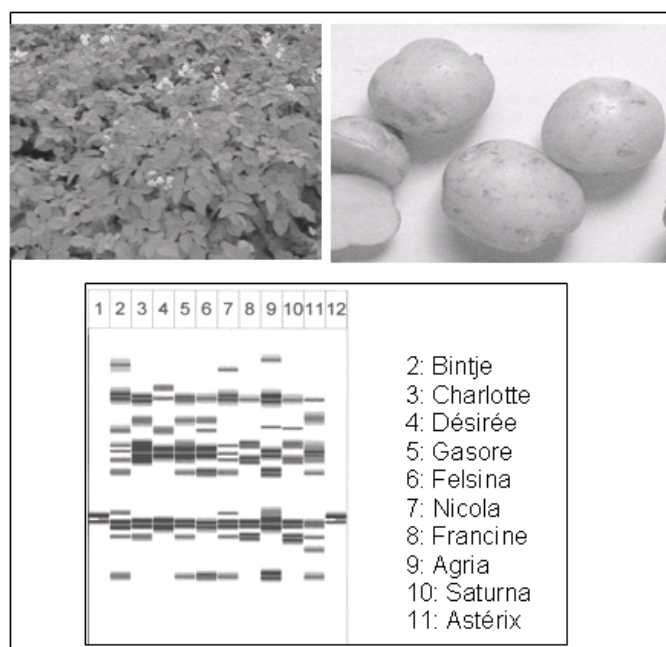 1 2 3 4 5 6 7 8 9 10 11 12
2: Bintje
3: Charlotte
4: Désirée
5: Gasore
6: Felsina
7: Nicola
8: Francine
9: Agria
10: Saturna
11: Astérix